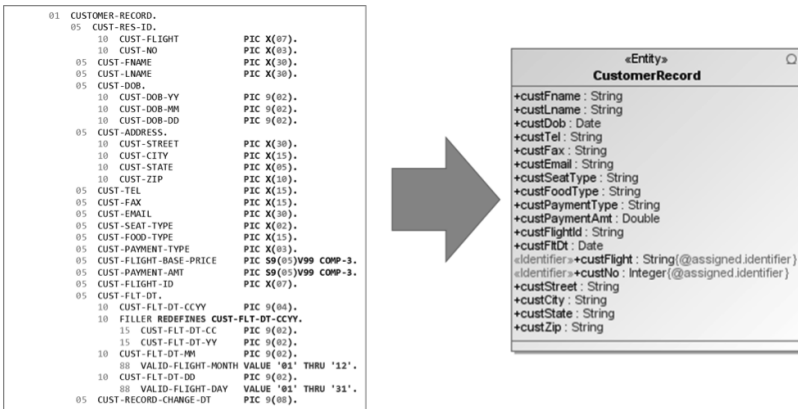 01 CUSTOMER-RECORD.
05 CUST-RES-ID.
10 CUST-FLIGHT PIC X(07).
10 CUST-NO PIC X(03).
05 CUST-FNAME PIC X(30).
05 CUST-LNAME PIC X(30).
05 CUST-DOB.
10 CUST-DOB-YY PIC 9(02).
10 CUST-DOB-MM PIC 9(02).
10 CUST-DOB-DD PIC 9(02).
05 CUST-ADDRESS.
10 CUST-STREET PIC X(30).
10 CUST-CITY PIC X(15).
10 CUST-STATE PIC X(05).
10 CUST-ZIP PIC X(10).
05 CUST-TEL PIC X(15).
05 CUST-FAX PIC X(15).
05 CUST-EMAIL PIC X(30).
05 CUST-SEAT-TYPE PIC X(02).
05 CUST-FOOD-TYPE PIC X(15).
05 CUST-PAYMENT-TYPE PIC X(03).
05 CUST-FLIGHT-BASE-PRICE PIC S9(05)V99 COMP-3.
05 CUST-PAYMENT-AMT PIC S9(05)V99 COMP-3.
05 CUST-FLIGHT-ID PIC X(07).
05 CUST-FLT-DT.
10 CUST-FLT-DT-CCYY PIC 9(04).
10 FILLER REDEFINES CUST-FLT-DT-CCYY.
15 CUST-FLT-DT-CC PIC 9(02).
15 CUST-FLT-DT-YY PIC 9(02).
10 CUST-FLT-DT-MM PIC 9(02).
88 VALID-FLIGHT-MONTH VALUE '01' THRU '12'.
10 CUST-FLT-DT-DD PIC 9(02).
88 VALID-FLIGHT-DAY VALUE '01' THRU '31'.
05 CUST-RECORD-CHANGE-DT PIC 9(08).
«Entity»
CustomerRecord
+custFname : String
+custLname : String
+custDob : Date
+custTel : String
+custFax : String
+custEmail : String
+custSeatType : String
+custFoodType : String
+custPaymentType : String
+custPaymentAmt : Double
+custFlightId : String
+custFltDt : Date
«Identifier»+custFlight : String{@assigned.identifier}
«Identifier»+custNo : Integer{@assigned.identifier}
+custStreet : String
+custCity : String
+custState : String
+custZip : String